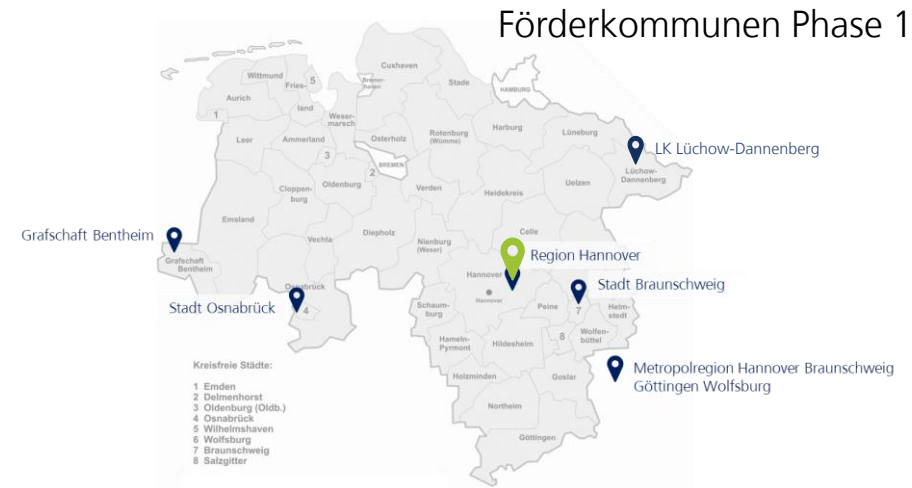 Förderkommunen Phase 1
Cuxhaven
Wittmund
Fries-
land
5
Bremer-
haven
Stade
HAMBURG
Aurich
1
Weser-
marsch
Leer
Ammerland
3
Osterholz
Rotenburg
(Wümme)
Harburg
Lüneburg
LK Lüchow-Dannenberg
Lüchow-
Dannenberg
BREMEN
2
Cloppen-
burg
Oldenburg
Verden
Heidekreis
Uelzen
Emsland
Vechta
Diepholz
Nienburg
(Weser)
Celle
Grafschaft Bentheim
Grafschaft
Bentheim
Region Hannover
Hannover
Hannover
Stadt Braunschweig
Osnabrück
4
Stadt Osnabrück
Schaum-
burg
Peine
7
Helm-
stedt
Hameln-
Pyrmont
Hildesheim
8
Wolfen-
büttel
Metropolregion Hannover Braunschweig
Göttingen Wolfsburg
Holzminden
Goslar
Northeim
Göttingen
Kreisfreie Städte:
1 Emden
2 Delmenhorst
3 Oldenburg (Oldb.)
4 Osnabrück
5 Wilhelmshaven
6 Wolfsburg
7 Braunschweig
8 Salzgitter